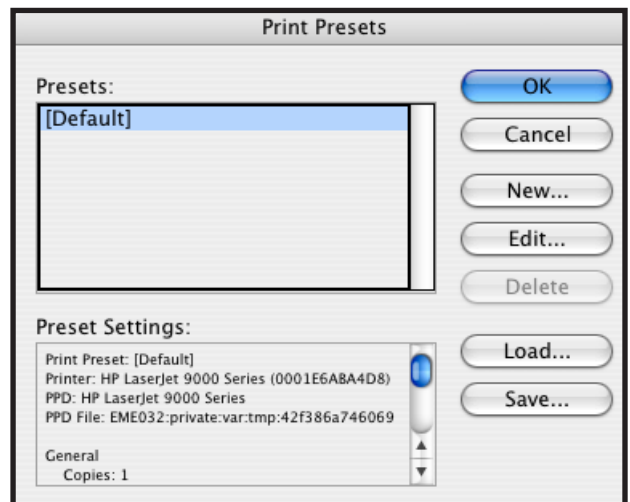 Print Presets
Presets:
[Default]
OK
Cancel
New...
Edit...
Delete
Preset Settings:
Print Preset: [Default]
Printer: HP LaserJet 9000 Series (0001E6A8A4D8)
PPD: HP LaserJet 9000 Series
PPD File: EME032:private:var:tmp:42f386a746069
General
Copies: 1
Load...
Save...